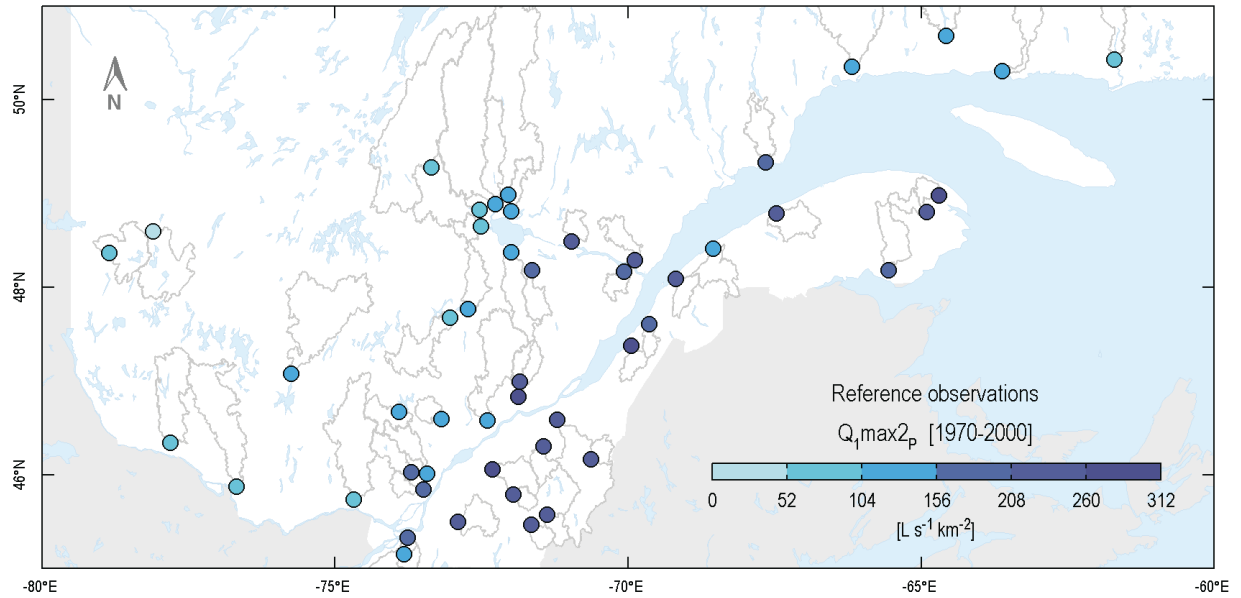 50°N
48°N
46°N
N
Reference observations
Q₁max2ₚ [1970-2000]
0 52 104 156 208 260 312
[L s⁻¹ km⁻²]
-80°E -75°E -70°E -65°E -60°E